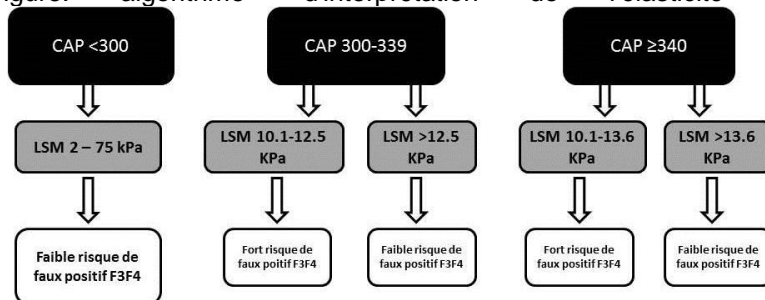 Figure: algorithme d'interprétation de l'élasticité
CAP <300
CAP 300-339
CAP ≥340
LSM 2 – 75 kPa
LSM 10.1-12.5
KPa
LSM >12.5
KPa
LSM 10.1-13.6
KPa
LSM >13.6
KPa
Faible risque de
faux positif F3F4
Fort risque de
faux poitif F3F4
Faible risque de
faux positif F3F4
Fort risque de
faux poitif F3F4
Faible risque de
faux positif F3F4